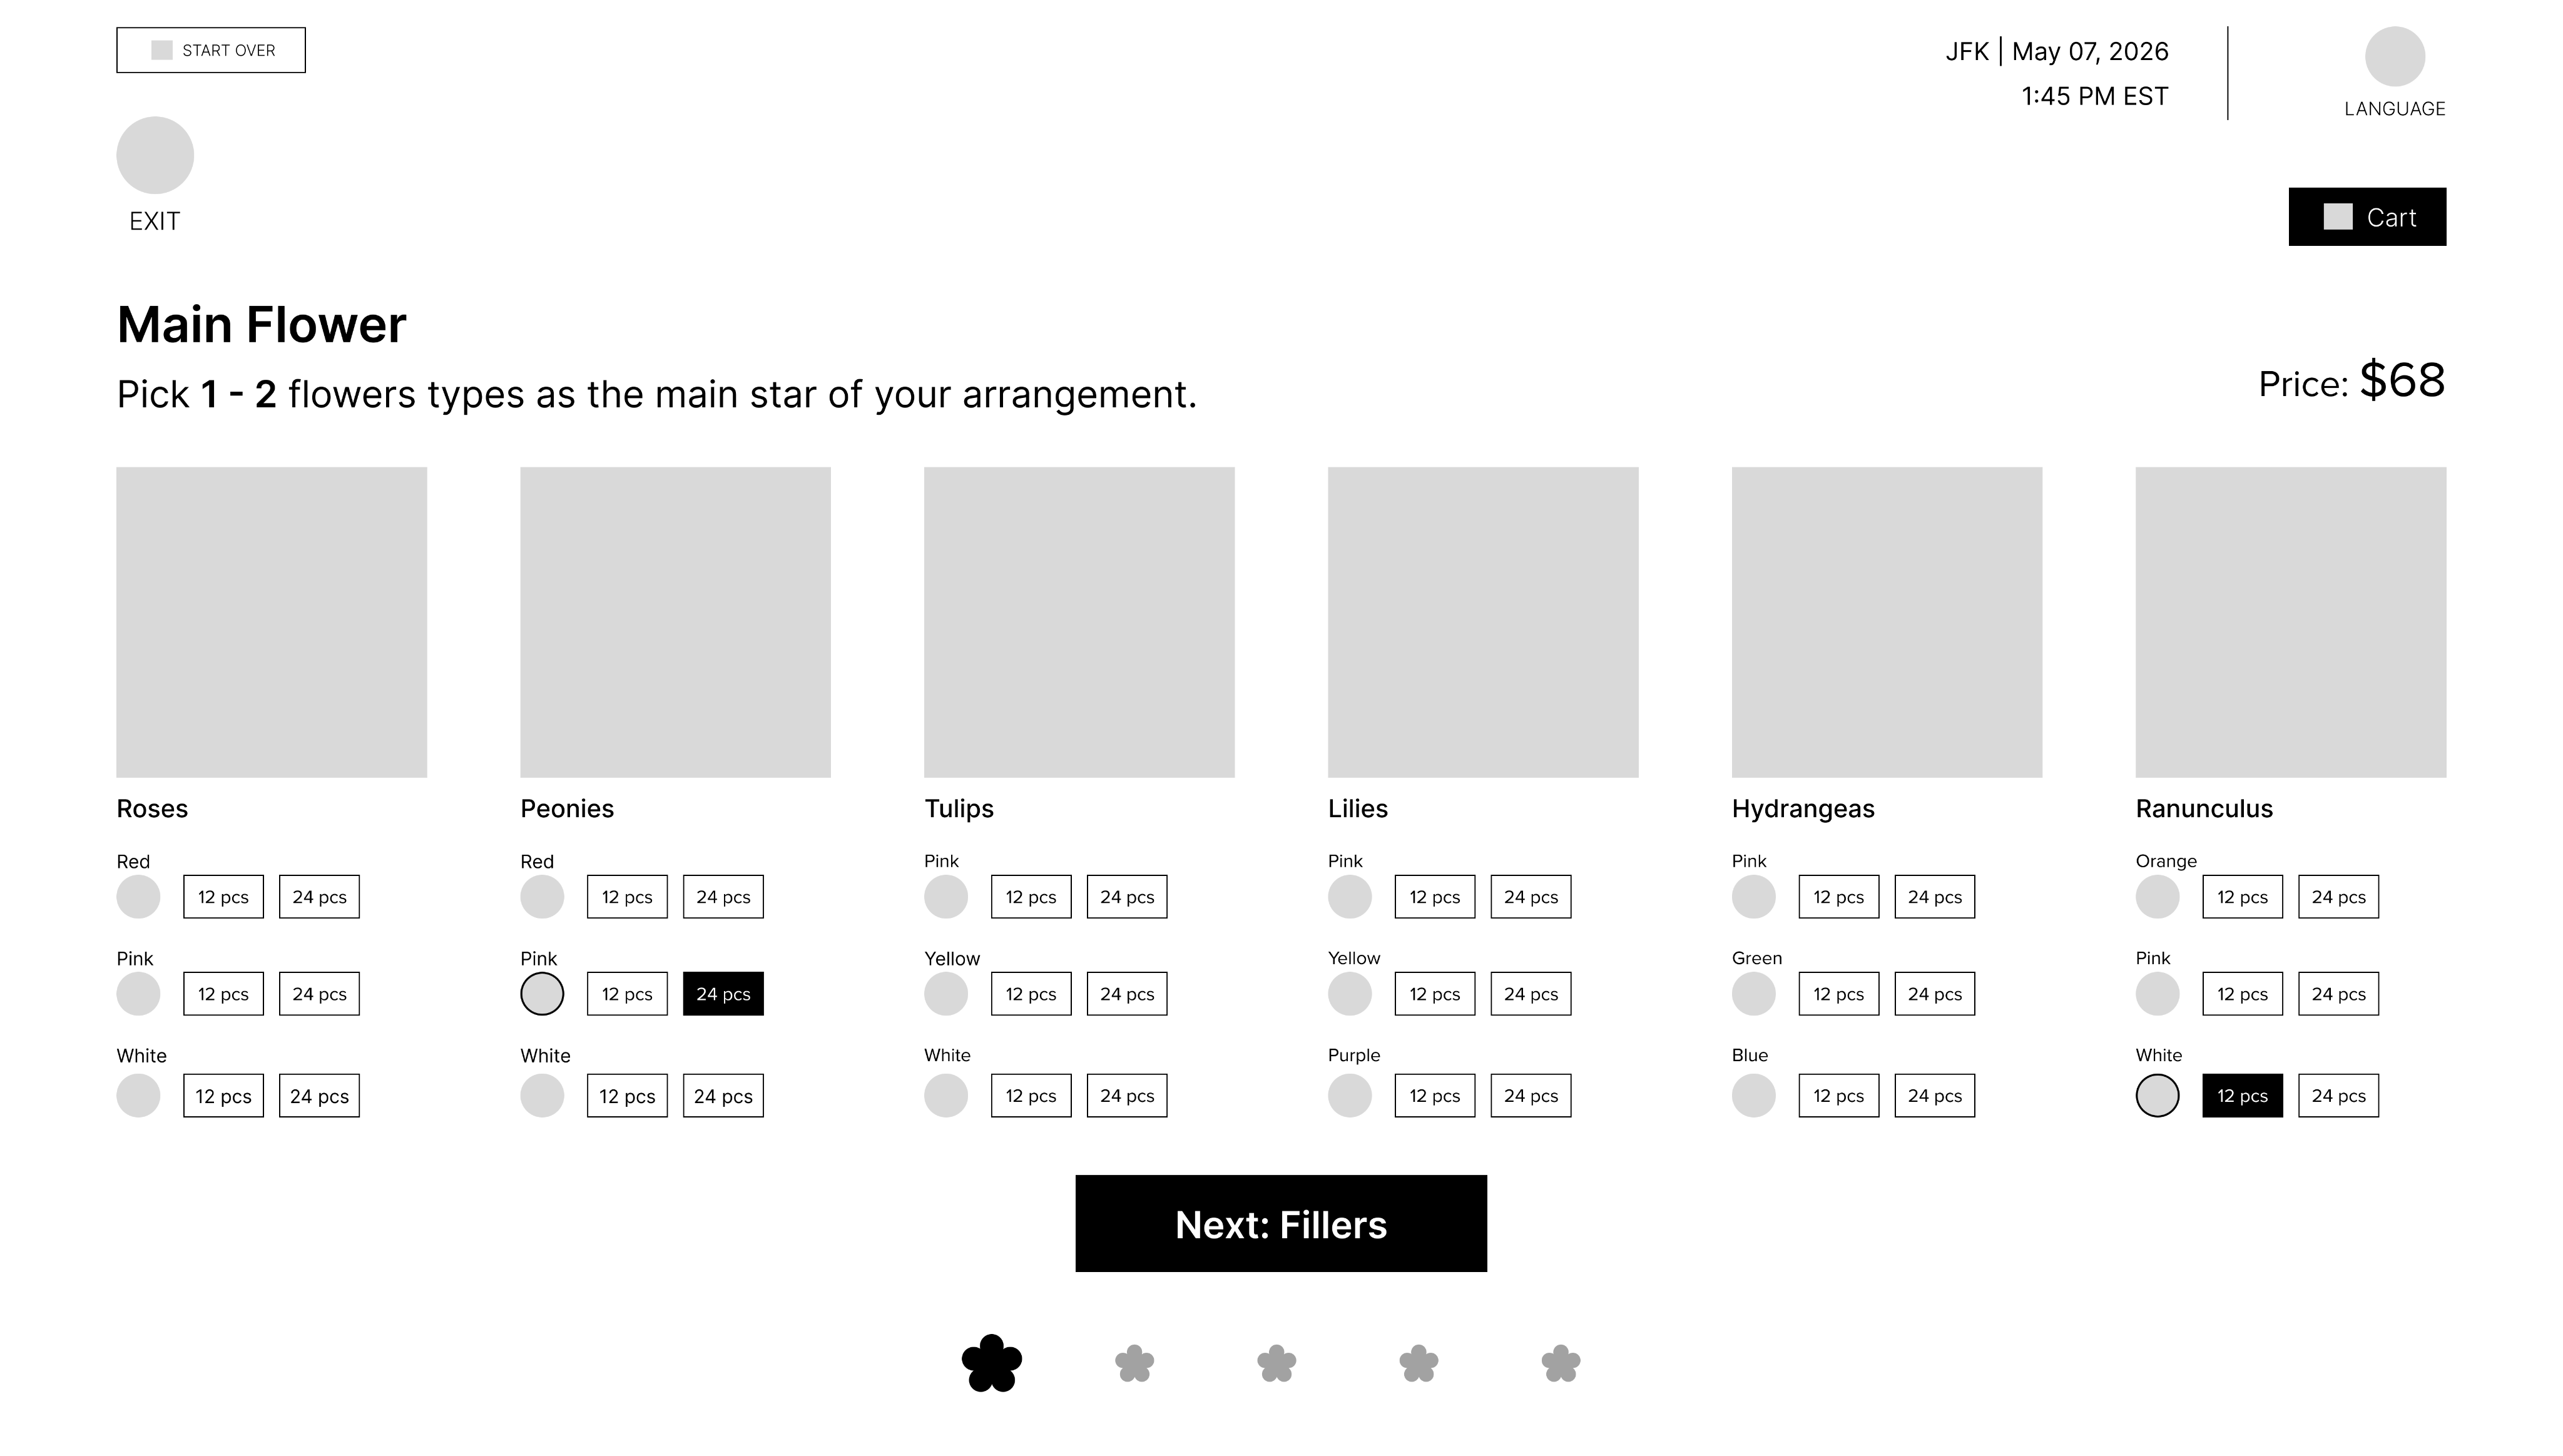 START OVER
JFK | May 07, 2026
1:45 PM EST
LANGUAGE
EXIT
Cart
Main Flower
Pick 1 - 2 flowers types as the main star of your arrangement.
Price: $68
Roses
Red
12 pcs 24 pcs
Pink
12 pcs 24 pcs
White
12 pcs 24 pcs
Peonies
Red
12 pcs 24 pcs
Pink
12 pcs 24 pcs
White
12 pcs 24 pcs
Tulips
Pink
12 pcs 24 pcs
Yellow
12 pcs 24 pcs
White
12 pcs 24 pcs
Lilies
Pink
12 pcs 24 pcs
Yellow
12 pcs 24 pcs
Purple
12 pcs 24 pcs
Hydrangeas
Pink
12 pcs 24 pcs
Green
12 pcs 24 pcs
Blue
12 pcs 24 pcs
Ranunculus
Orange
12 pcs 24 pcs
Pink
12 pcs 24 pcs
White
12 pcs 24 pcs
Next: Fillers